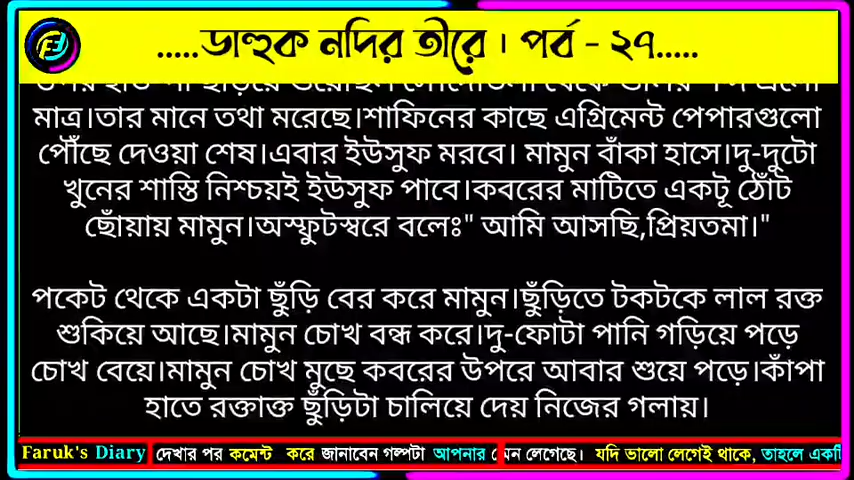 .....ডাহুক নদির তীরে। পর্ব - ২৭.....
মাত্র।তার মানে তথা মরেছে।শাফিনের কাছে এগ্রিমেন্ট পেপারগুলো
পৌঁছে দেওয়া শেষ।এবার ইউসুফ মরবে। মামুন বাঁকা হাসে।দু-দুটো
খুনের শাস্তি নিশ্চয়ই ইউসুফ পাবে।কবরের মাটিতে একটূ ঠোঁট
ছোঁয়ায় মামুন।অস্ফুটস্বরে বলেঃ" আমি আসছি,প্রিয়তমা।"
পকেট থেকে একটা ছুঁড়ি বের করে মামুন।ছুঁড়িতে টকটকে লাল রক্ত
শুকিয়ে আছে।মামুন চোখ বন্ধ করে।দু-ফোটা পানি গড়িয়ে পড়ে
চোখ বেয়ে।মামুন চোখ মুছে কবরের উপরে আবার শুয়ে পড়ে।কাঁপা
হাতে রক্তাক্ত ছুঁড়িটা চালিয়ে দেয় নিজের গলায়।
Faruk's Diary দেখার পর কমেন্ট করে জানাবেন গল্পটা আপনার লেগেছে। যদি ভালো লেগেই থাকে, তাহলে